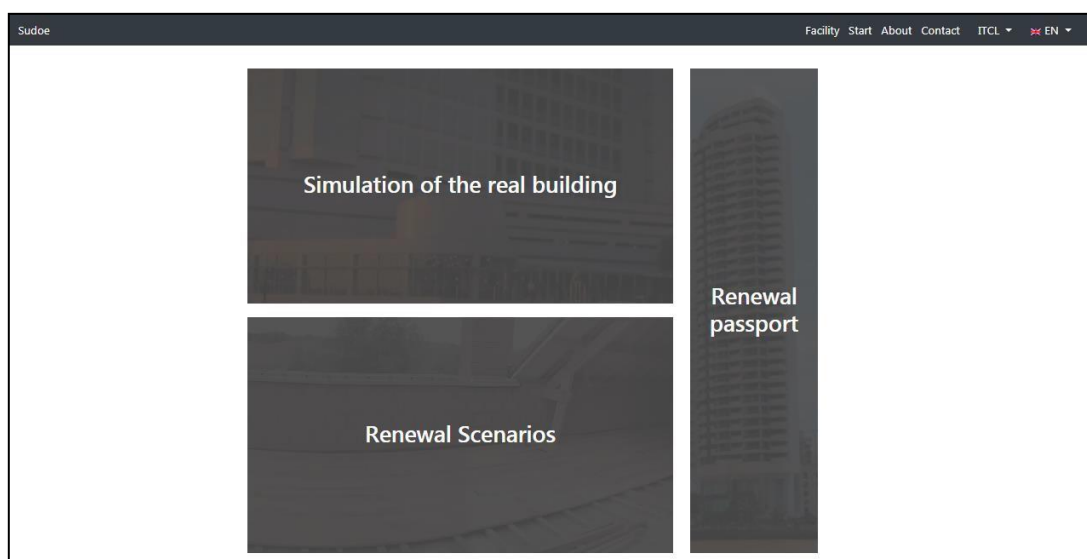 Sudoe
Facility Start About Contact ITCL EN
Simulation of the real building
Renewal
passport
Renewal Scenarios